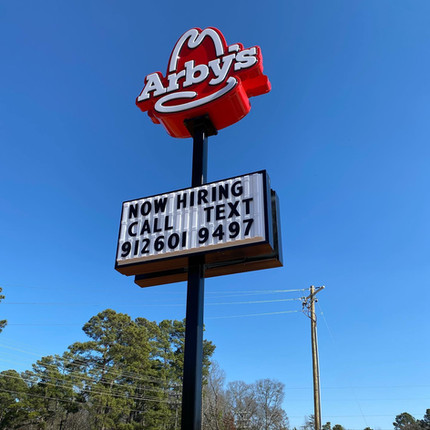 Arby's
NOW HIRING
CALL TEXT
912601 9497